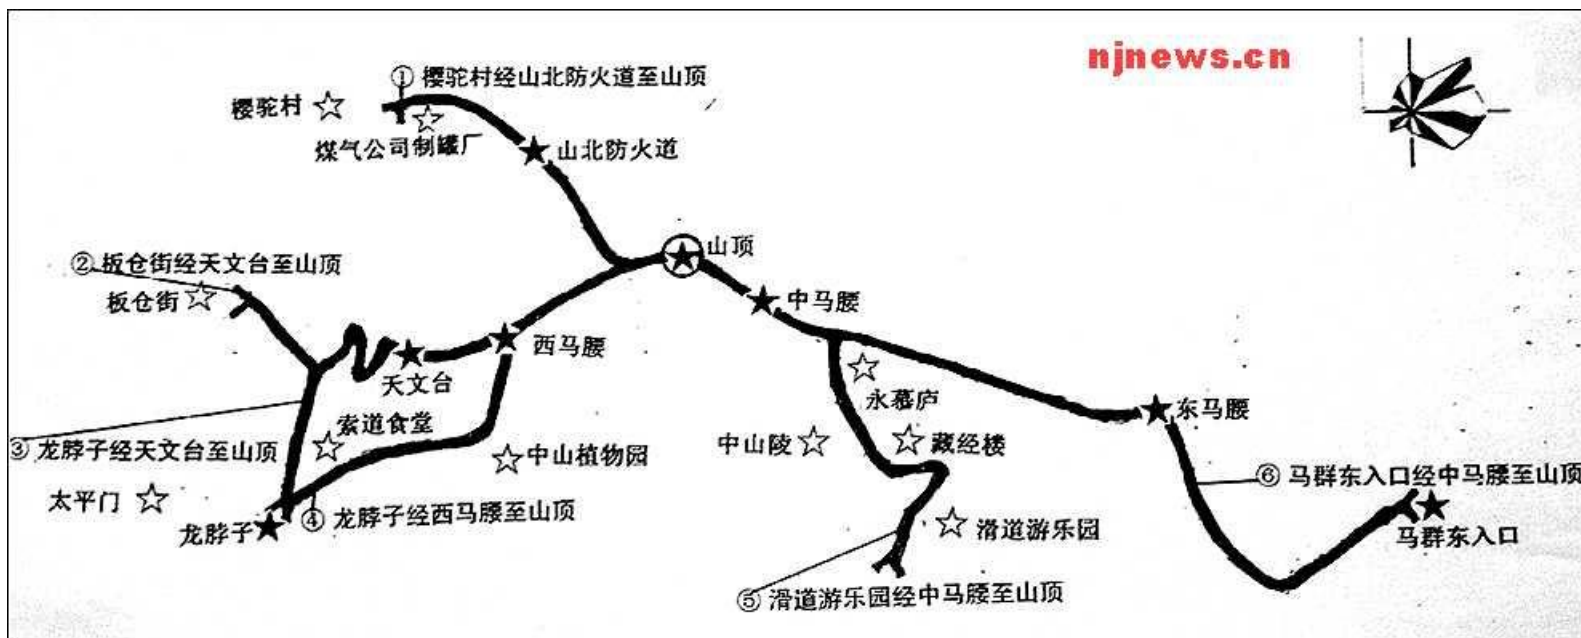 njnews.cn
① 樱驼村经山北防火道至山顶
樱驼村
煤气公司制罐厂
山北防火道
山顶
② 板仓街经天文台至山顶
板仓街
中马腰
西马腰
天文台
永慕庐
东马腰
索道食堂
③ 龙脖子经天文台至山顶
中山植物园
中山陵
藏经楼
⑥ 马群东入口经中马腰至山顶
太平门
龙脖子
④ 龙脖子经西马腰至山顶
滑道游乐园
马群东入口
⑤ 滑道游乐园经中马腰至山顶